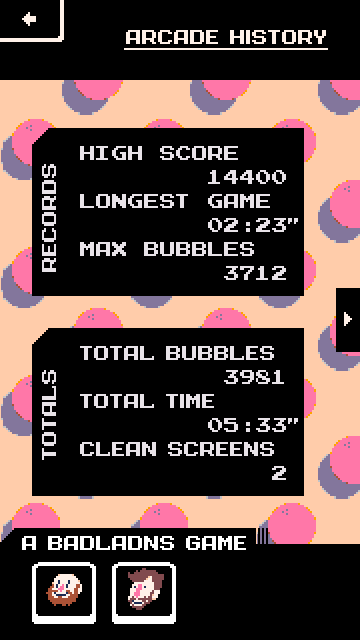 ARCADE HISTORY
RECORDS
HIGH SCORE
14400
LONGEST GAME
02:23"
MAX BUBBLES
3712
TOTALS
TOTAL BUBBLES
3981
TOTAL TIME
05:33"
CLEAN SCREENS
2
A BADLADNS GAME